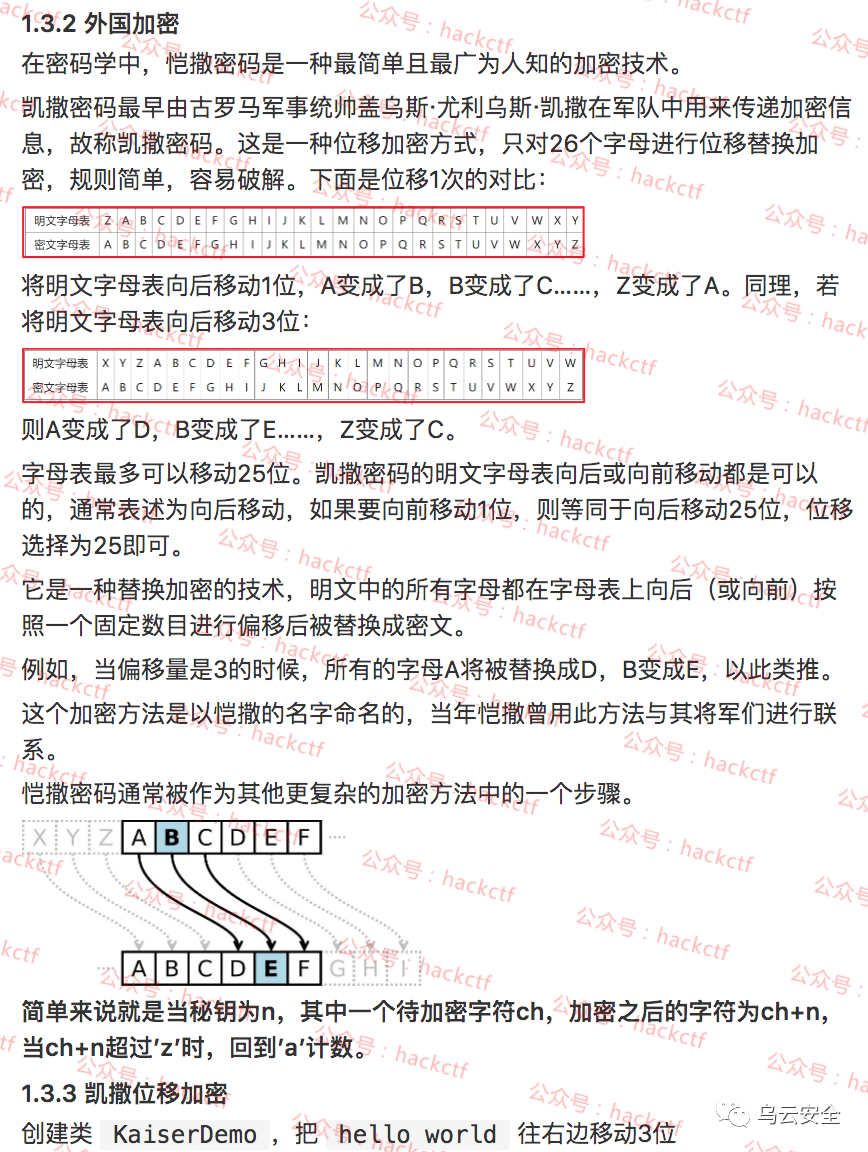 1.3.2 外国加密
在密码学中，恺撒密码是一种最简单且最广为人知的加密技术。
凯撒密码最早由古罗马军事统帅盖乌斯·尤利乌斯·凯撒在军队中用来传递加密信
息，故称凯撒密码。这是一种位移加密方式，只对26个字母进行位移替换加
密，规则简单，容易破解。下面是位移1次的对比：
明文字母表 Z A B C D E F G H I J K L M N O P Q R S T U V W X Y
密文字母表 A B C D E F G H I J K L M N O P Q R S T U V W X Y Z
将明文字母表向后移动1位，A变成了B，B变成了C……，Z变成了A。同理，若
将明文字母表向后移动3位：
明文字母表 X Y Z A B C D E F G H I J K L M N O P Q R S T U V W
密文字母表 A B C D E F G H I J K L M N O P Q R S T U V W X Y Z
则A变成了D，B变成了E……，Z变成了C。
字母表最多可以移动25位。凯撒密码的明文字母表向后或向前移动都是可以
的，通常表述为向后移动，如果要向前移动1位，则等同于向后移动25位，位移
选择为25即可。
它是一种替换加密的技术，明文中的所有字母都在字母表上向后（或向前）按
照一个固定数目进行偏移后被替换成密文。
例如，当偏移量是3的时候，所有的字母A将被替换成D，B变成E，以此类推。
这个加密方法是以恺撒的名字命名的，当年恺撒曾用此方法与其将军们进行联
系。
恺撒密码通常被作为其他更复杂的加密方法中的一个步骤。
X Y Z A B C D E F ····
··· A B C D E F G H I
简单来说就是当秘钥为n，其中一个待加密字符ch，加密之后的字符为ch+n，
当ch+n超过’z’时，回到’a’计数。
1.3.3 凯撒位移加密
创建类 KaiserDemo ，把 hello world 往右边移动3位
公众号：hackctf
乌云安全